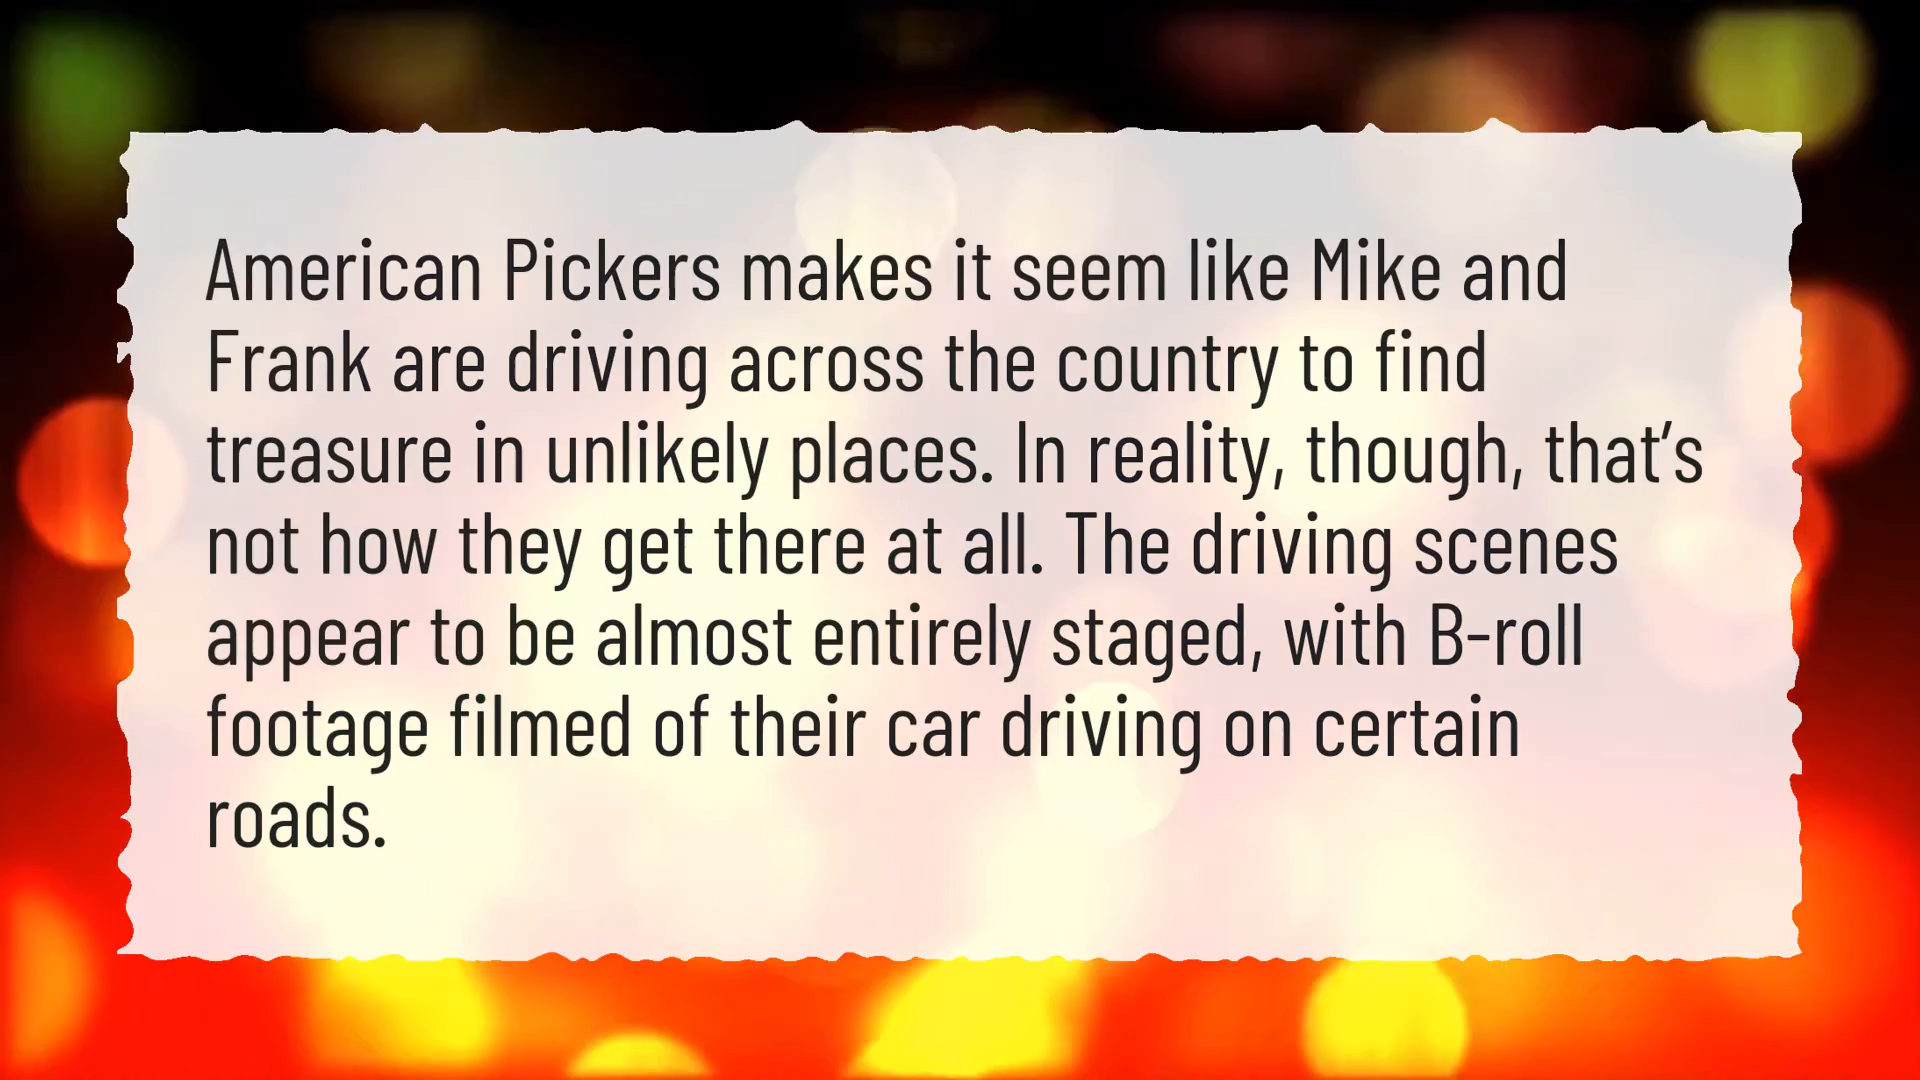 American Pickers makes it seem like Mike and
Frank are driving across the country to find
treasure in unlikely places. In reality, though, that’s
not how they get there at all. The driving scenes
appear to be almost entirely staged, with B-roll
footage filmed of their car driving on certain
roads.